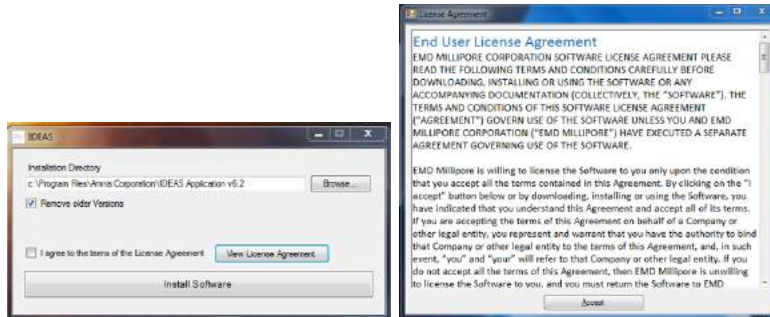 IDEAS
Installation Directory
c:\Program Files\Amnis Corporation\IDEAS Application v6.2
Browse...
Remove older Versions
I agree to the terms of the License Agreement
View License Agreement
Install Software
License Agreement
End User License Agreement
EMD MILLIPORE CORPORATION SOFTWARE LICENSE AGREEMENT PLEASE
READ THE FOLLOWING TERMS AND CONDITIONS CAREFULLY BEFORE
DOWNLOADING, INSTALLING OR USING THE SOFTWARE OR ANY
ACCOMPANYING DOCUMENTATION (COLLECTIVELY, THE "SOFTWARE"). THE
TERMS AND CONDITIONS OF THIS SOFTWARE LICENSE AGREEMENT
("AGREEMENT") GOVERN USE OF THE SOFTWARE UNLESS YOU AND EMD
MILLIPORE CORPORATION ("EMD MILLIPORE") HAVE EXECUTED A SEPARATE
AGREEMENT GOVERNING USE OF THE SOFTWARE.
EMD Millipore is willing to license the Software to you only upon the condition
that you accept all the terms contained in this Agreement. By clicking on the "I
accept" button below or by downloading, installing or using the Software, you
have indicated that you understand this Agreement and accept all of its terms.
If you are accepting the terms of this Agreement on behalf of a Company or
other legal entity, you represent and warrant that you have the authority to bind
that Company or other legal entity to the terms of this Agreement, and, in such
event, "you" and "your" will refer to that Company or other legal entity. If you
do not accept all the terms of this Agreement, then EMD Millipore is unwilling
to license the Software to you, and you must return the Software to EMD
Accept